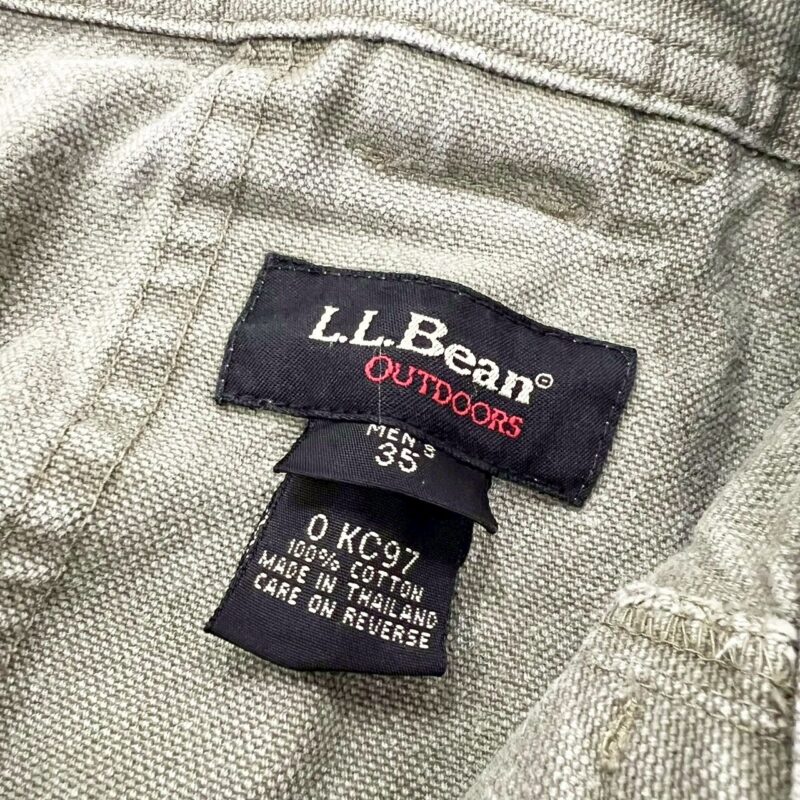 L.L.Bean®
OUTDOORS
MEN'S
35
0 KC97
100% COTTON
MADE IN THAILAND
CARE ON REVERSE